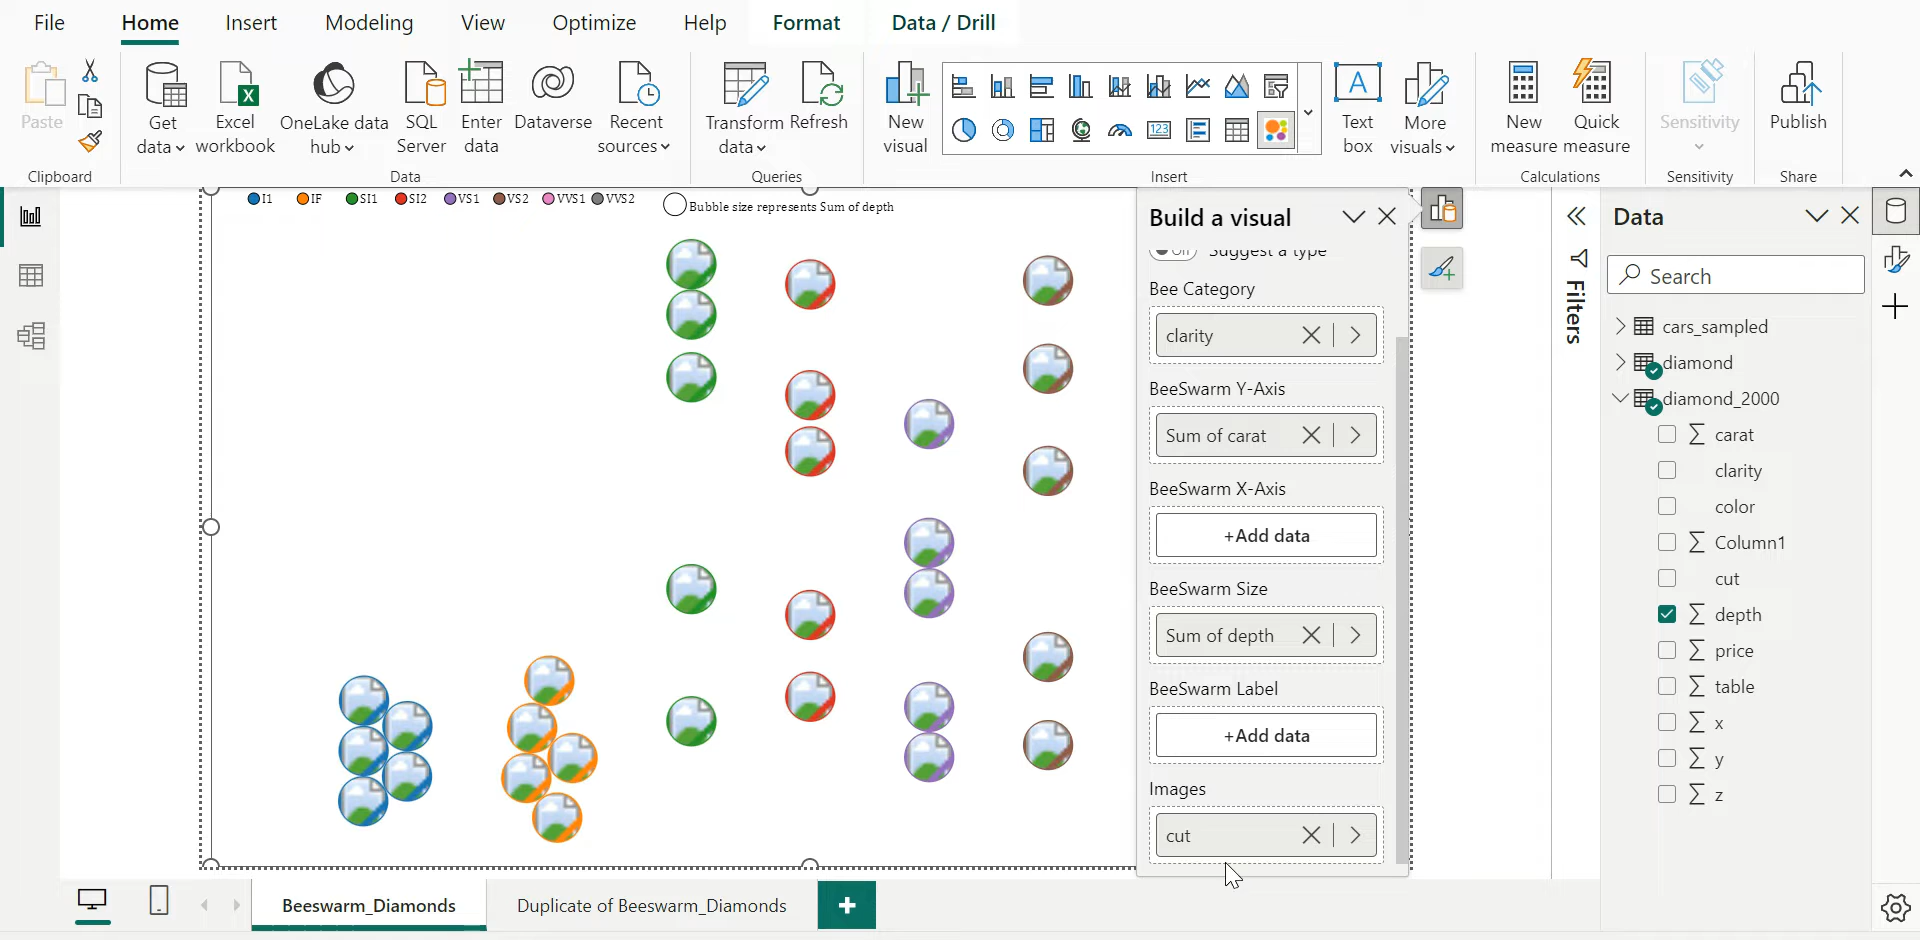 File Home Insert Modeling View Optimize Help Format Data / Drill
Paste
Get data
Excel workbook
OneLake data hub
SQL Server
Enter data
Dataverse
Recent sources
Transform data
Refresh
New visual
123
A
Text box
More visuals
New measure
Quick measure
Sensitivity
Publish
Clipboard Data Queries Insert Calculations Sensitivity Share
I1 IF SI1 SI2 VS1 VS2 VVS1 VVS2 Bubble size represents Sum of depth
Build a visual
Off Suggest a type
Bee Category
clarity
BeeSwarm Y-Axis
Sum of carat
BeeSwarm X-Axis
+Add data
BeeSwarm Size
Sum of depth
BeeSwarm Label
+Add data
Images
cut
Filters
Data
Search
cars_sampled
diamond
diamond_2000
carat
clarity
color
Column1
cut
depth
price
table
x
y
z
Beeswarm_Diamonds Duplicate of Beeswarm_Diamonds